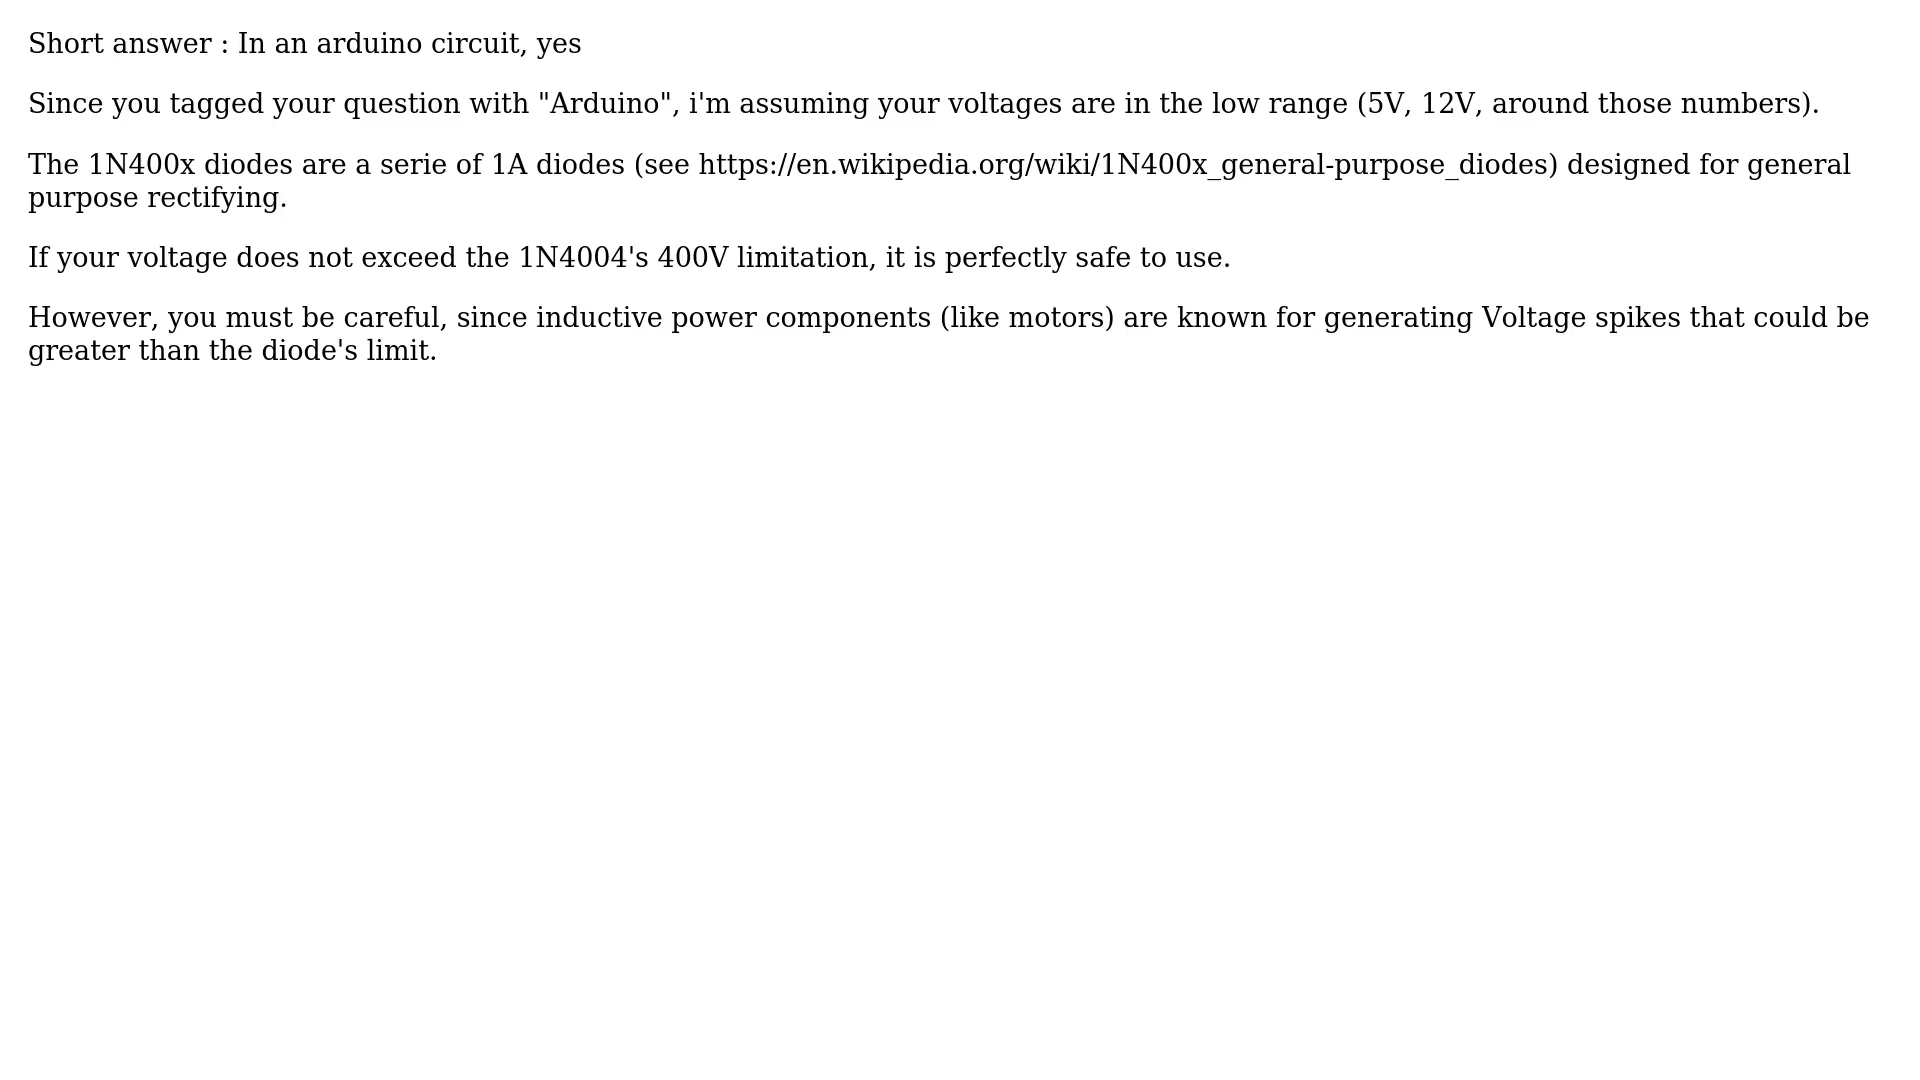 Short answer : In an arduino circuit, yes
Since you tagged your question with "Arduino", i'm assuming your voltages are in the low range (5V, 12V, around those numbers).
The 1N400x diodes are a serie of 1A diodes (see https://en.wikipedia.org/wiki/1N400x_general-purpose_diodes) designed for general
purpose rectifying.
If your voltage does not exceed the 1N4004's 400V limitation, it is perfectly safe to use.
However, you must be careful, since inductive power components (like motors) are known for generating Voltage spikes that could be
greater than the diode's limit.